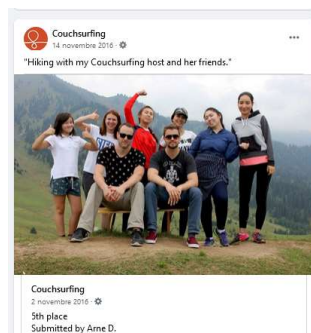 Couchsurfing
14 novembre 2016 ·
"Hiking with my Couchsurfing host and her friends."
Couchsurfing
2 novembre 2016 ·
5th place
Submitted by Arne D.